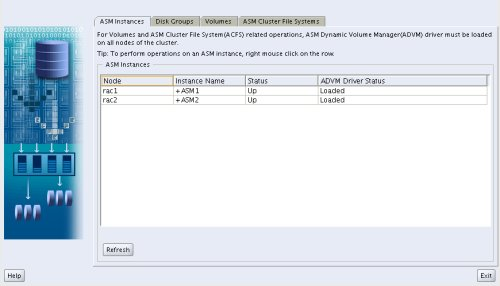 ASM Instances Disk Groups Volumes ASM Cluster File Systems
For Volumes and ASM Cluster File System(ACFS) related operations, ASM Dynamic Volume Manager(ADVM) driver must be loaded
on all nodes of the cluster.
Tip: To perform operations on an ASM instance, right mouse click on the row.
ASM Instances
Node Instance Name Status ADVM Driver Status
rac1 +ASM1 Up Loaded
rac2 +ASM2 Up Loaded
Refresh
Help Exit